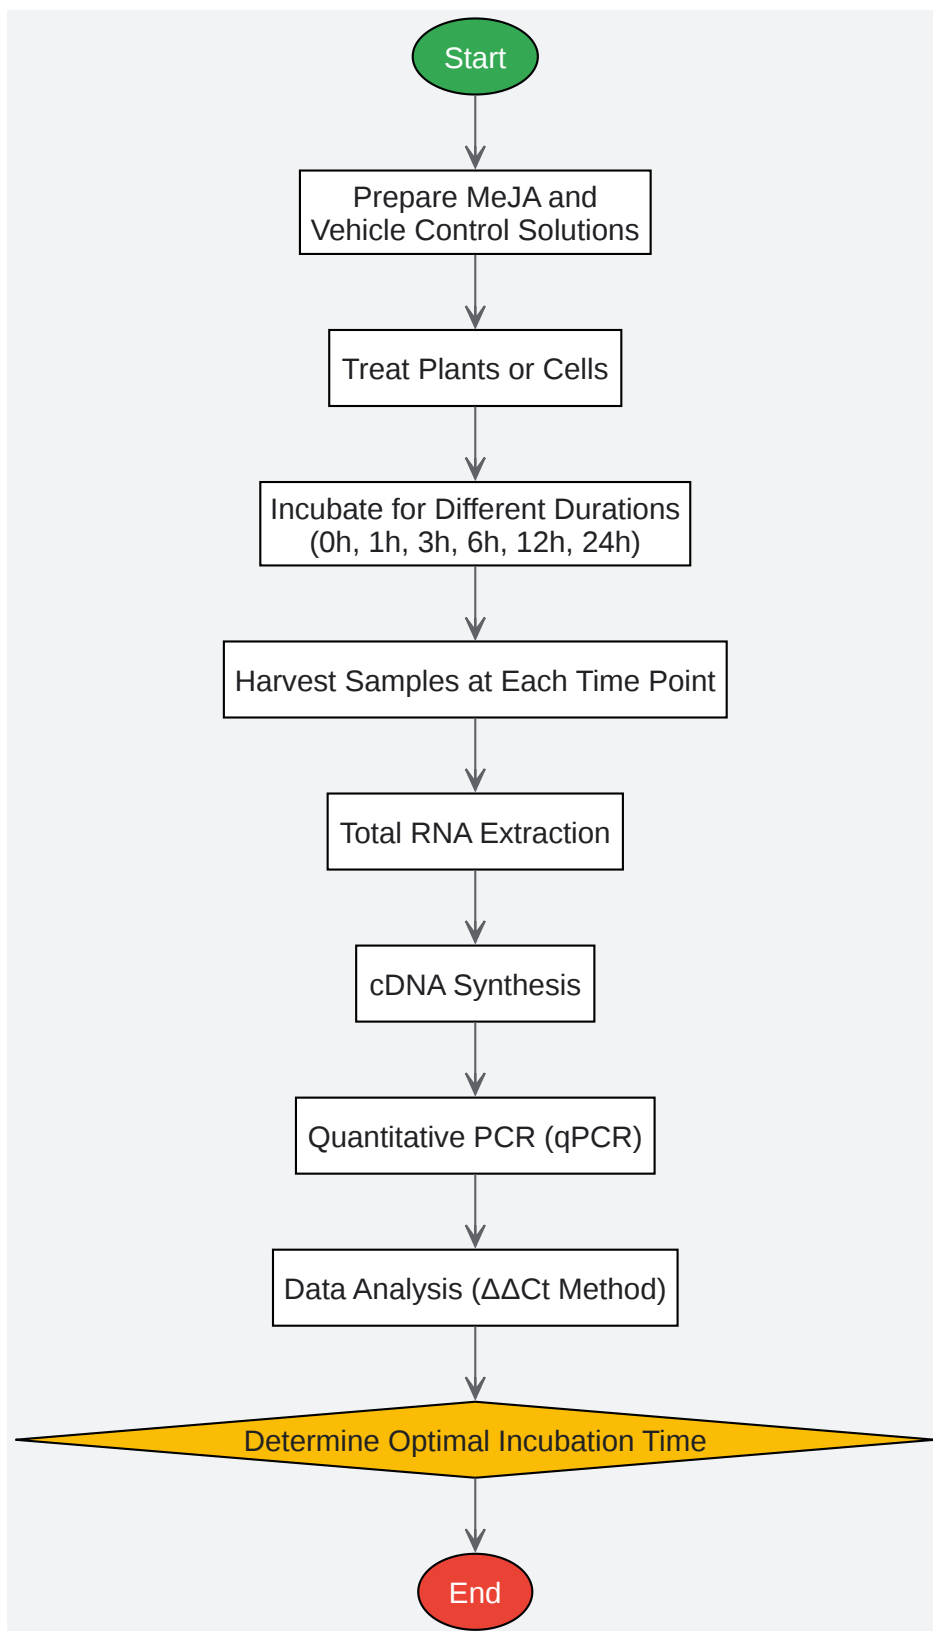 Start
Prepare MeJA and
Vehicle Control Solutions
Treat Plants or Cells
Incubate for Different Durations
(0h, 1h, 3h, 6h, 12h, 24h)
Harvest Samples at Each Time Point
Total RNA Extraction
cDNA Synthesis
Quantitative PCR (qPCR)
Data Analysis (ΔΔCt Method)
Determine Optimal Incubation Time
End